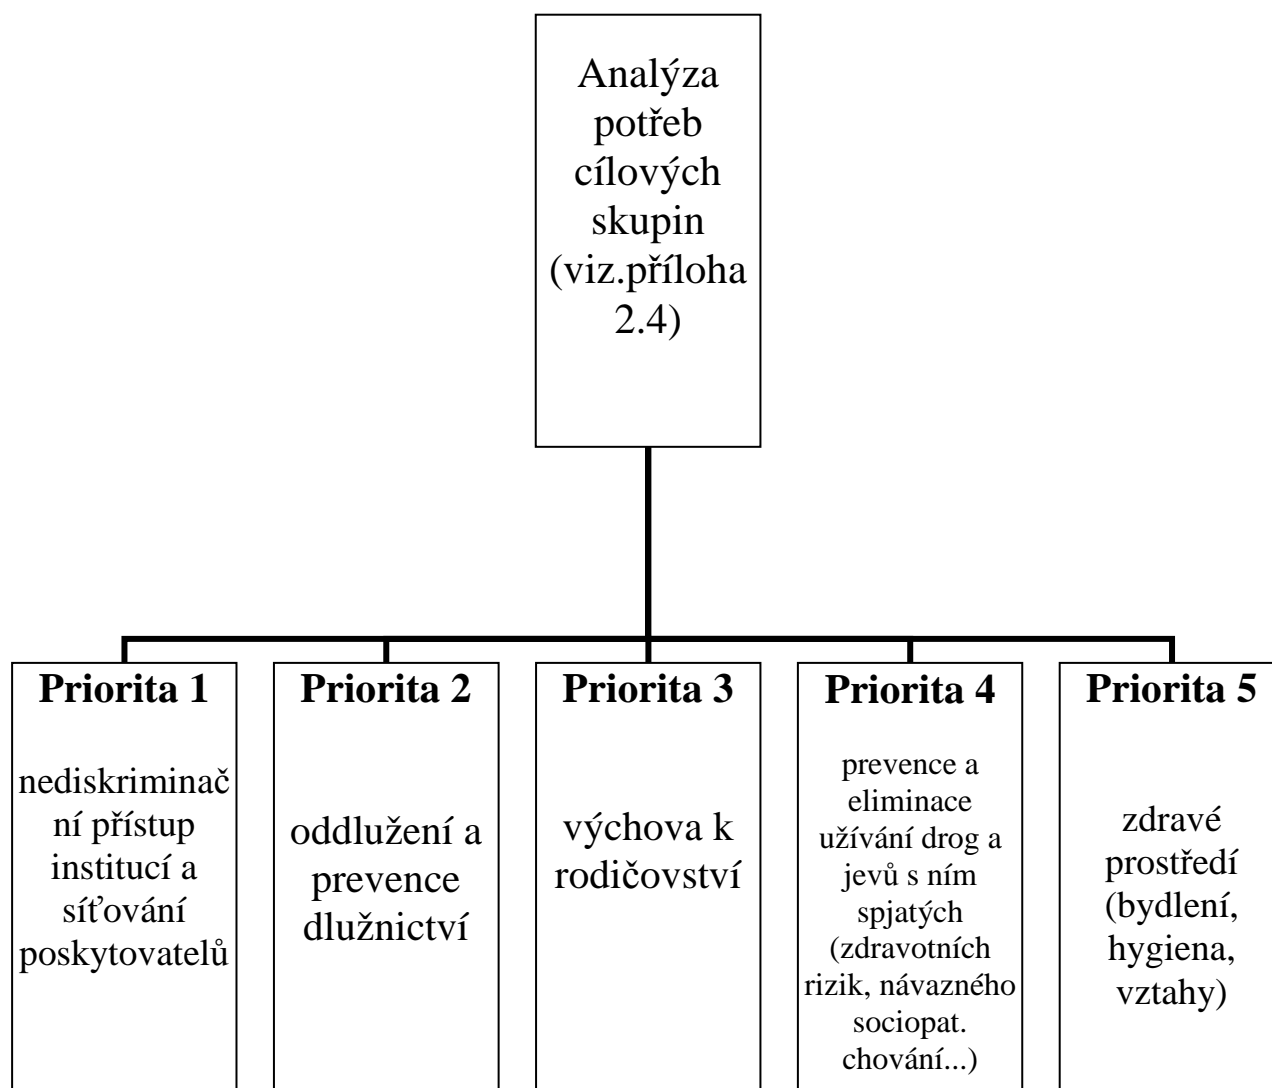 Analýza
potřeb
cílových
skupin
(viz.příloha
2.4)
Priorita 1
nediskriminač
ní přístup
institucí a
síťování
poskytovatelů
Priorita 2
oddlužení a
prevence
dlužnictví
Priorita 3
výchova k
rodičovství
Priorita 4
prevence a
eliminace
užívání drog a
jevů s ním
spjatých
(zdravotních
rizik, návazného
sociopat.
chování...)
Priorita 5
zdravé
prostředí
(bydlení,
hygiena,
vztahy)